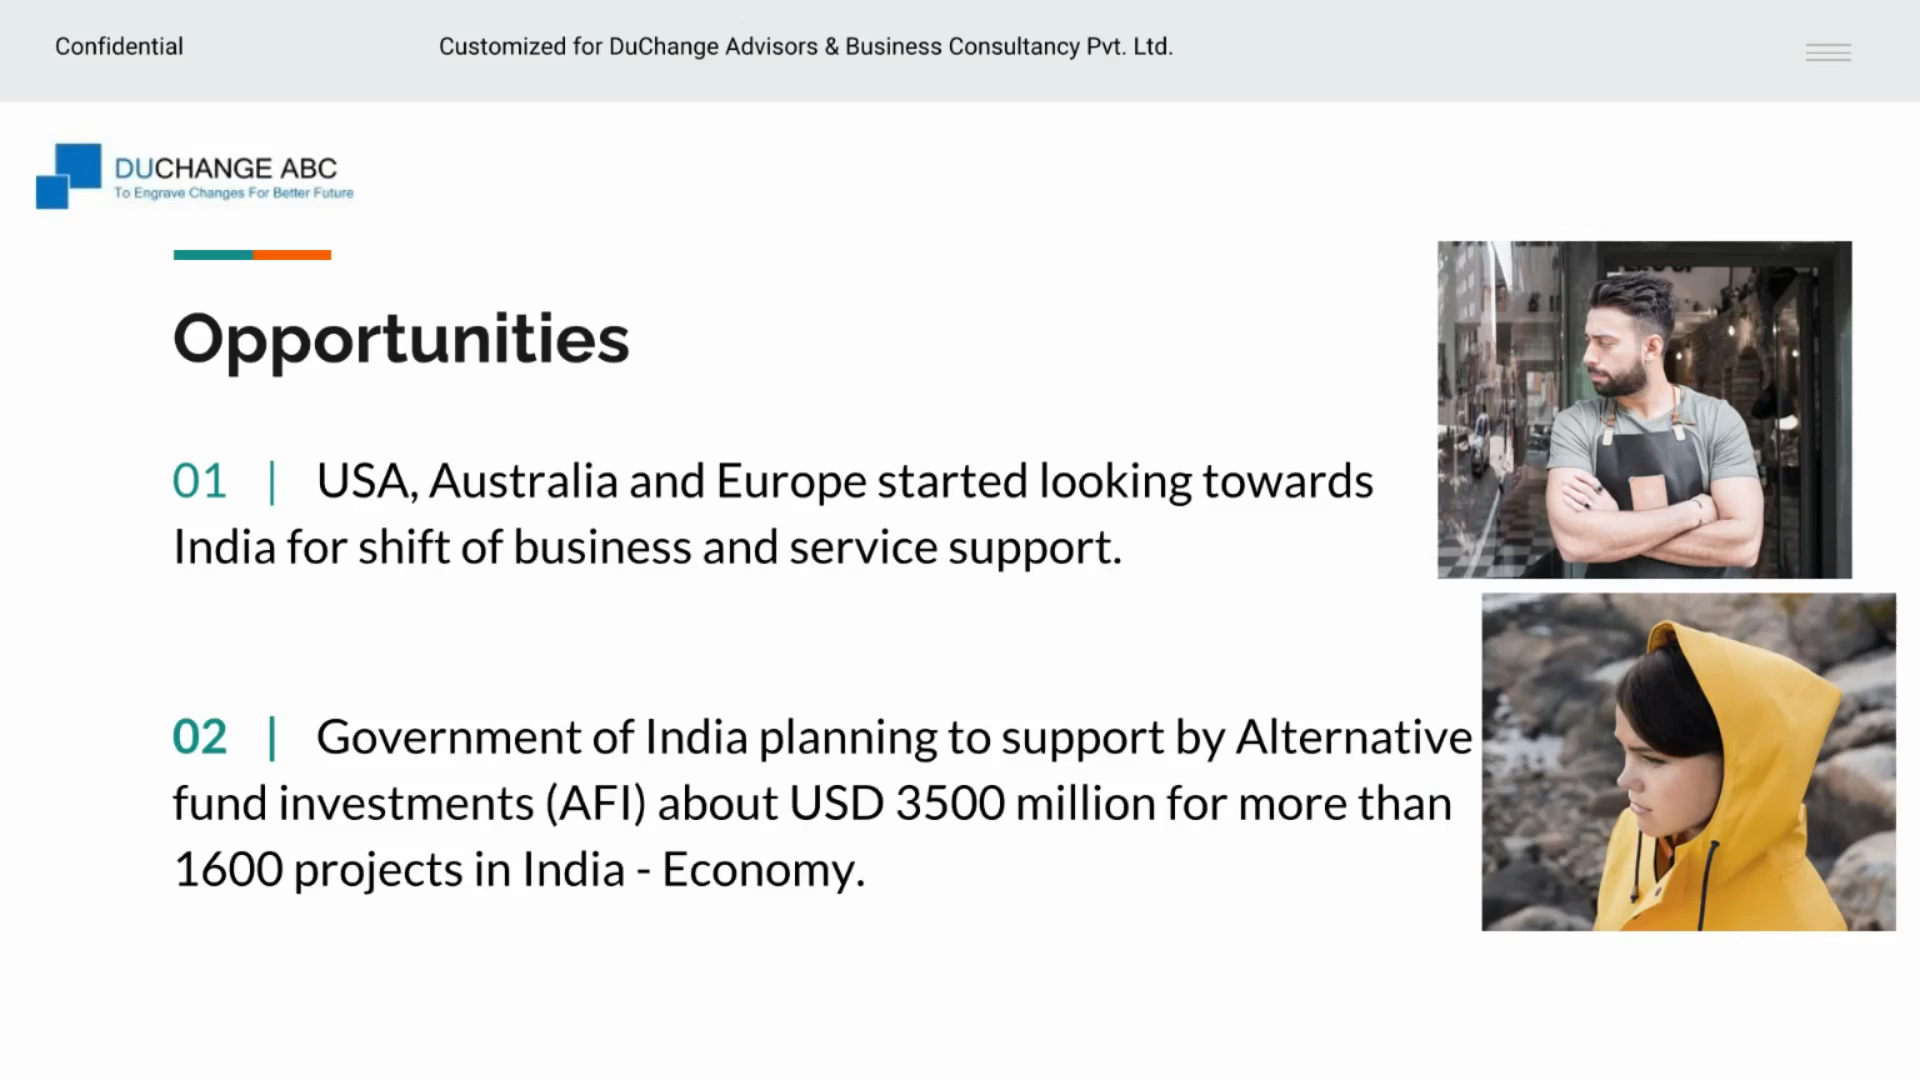 Confidential
Customized for DuChange Advisors & Business Consultancy Pvt. Ltd.
DUCHANGE ABC
To Engrave Changes For Better Future
Opportunities
01 | USA, Australia and Europe started looking towards
India for shift of business and service support.
02 | Government of India planning to support by Alternative
fund investments (AFI) about USD 3500 million for more than
1600 projects in India - Economy.